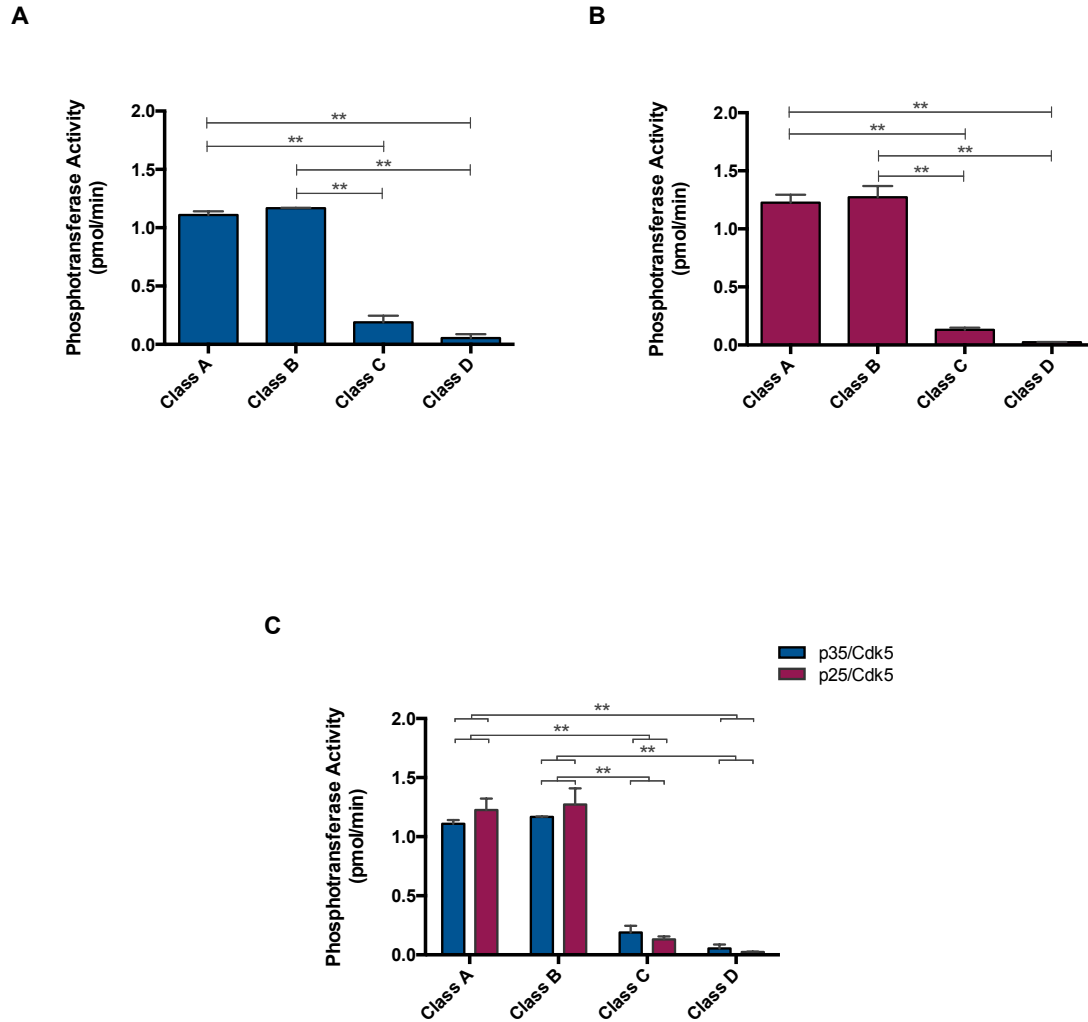 A
Phosphotransferase Activity
(pmol/min)
2.0
1.5
1.0
0.5
0.0
**
**
**
**
Class A
Class B
Class C
Class D
B
Phosphotransferase Activity
(pmol/min)
2.0
1.5
1.0
0.5
0.0
**
**
**
**
Class A
Class B
Class C
Class D
C
p35/Cdk5
p25/Cdk5
Phosphotransferase Activity
(pmol/min)
2.0
1.5
1.0
0.5
0.0
**
**
**
**
Class A
Class B
Class C
Class D